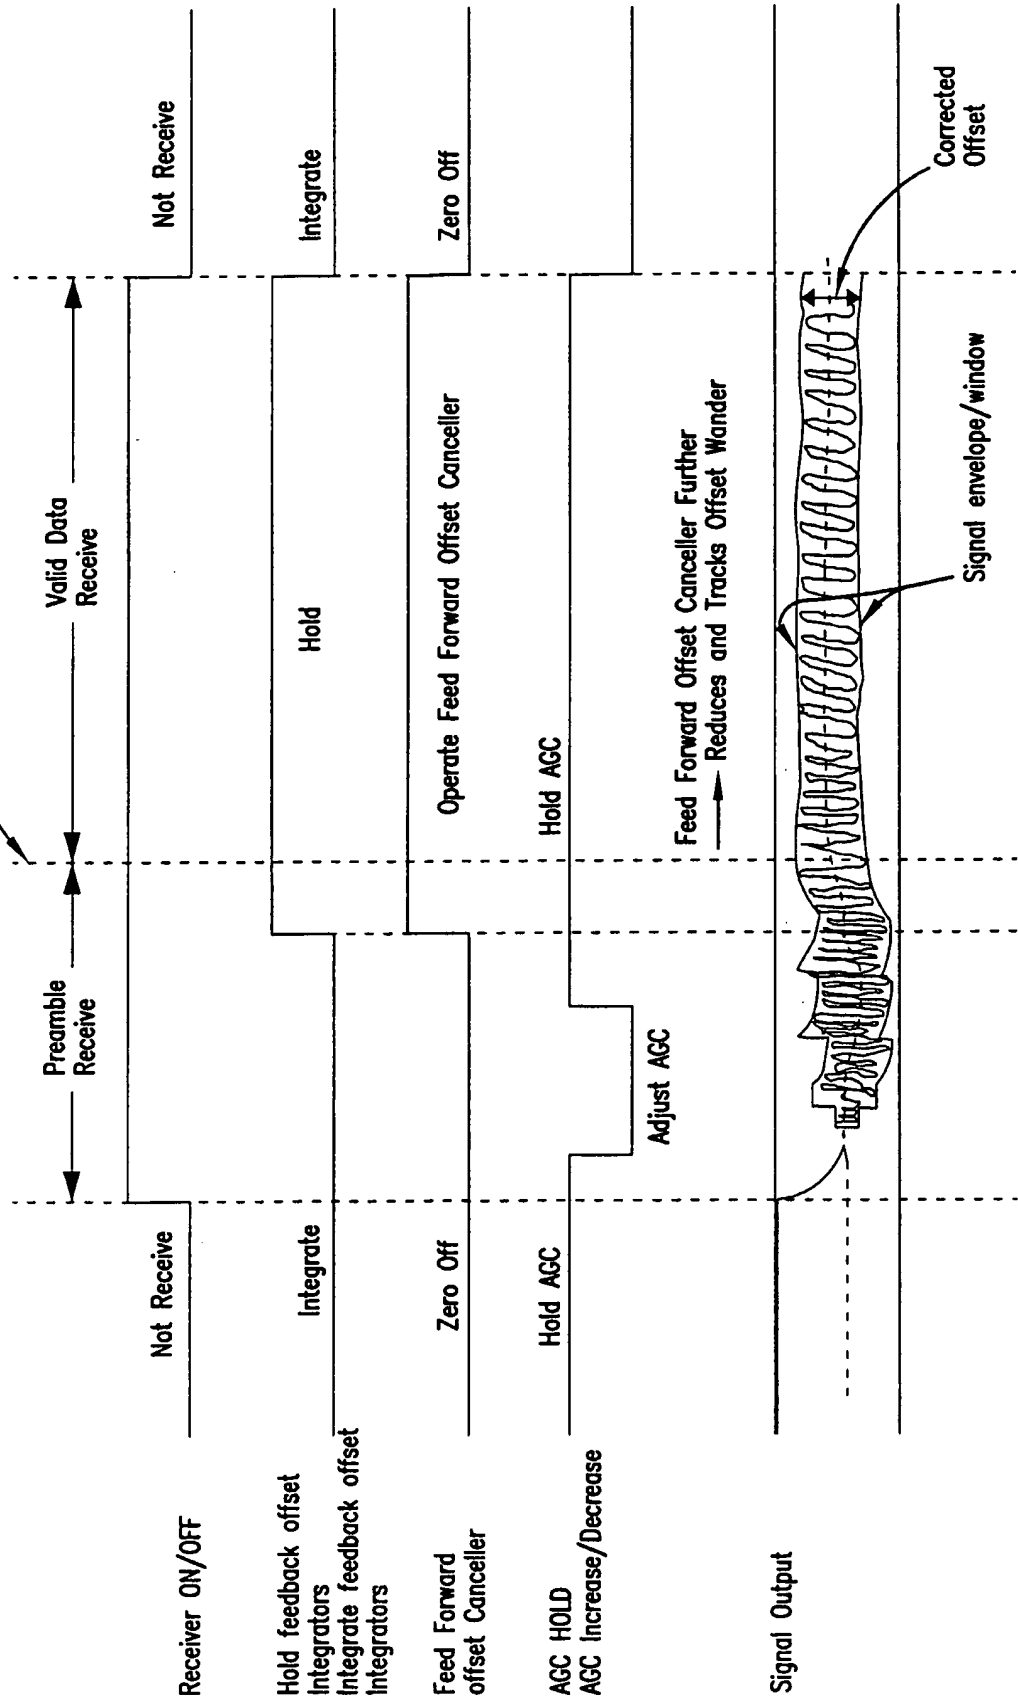 Preamble
Receive
Valid Data
Receive
Receiver ON/OFF
Not Receive
Not Receive
Hold feedback offset
Integrators
Integrate feedback offset
Integrators
Integrate
Hold
Integrate
Feed Forward
offset Canceller
Zero Off
Operate Feed Forward Offset Canceller
Zero Off
AGC HOLD
AGC Increase/Decrease
Hold AGC
Adjust AGC
Hold AGC
Feed Forward Offset Canceller Further
Reduces and Tracks Offset Wander
Signal Output
Signal envelope/window
Corrected
Offset